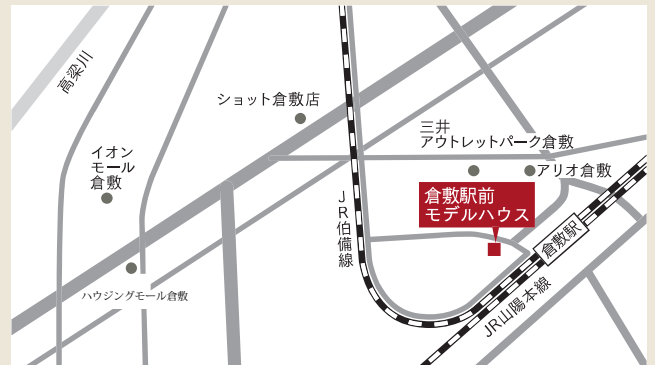 高梁川
ショット倉敷店
イオン
モール
倉敷
三井
アウトレットパーク倉敷
アリオ倉敷
倉敷駅前
モデルハウス
JR伯備線
倉敷駅
ハウジングモール倉敷
JR山陽本線